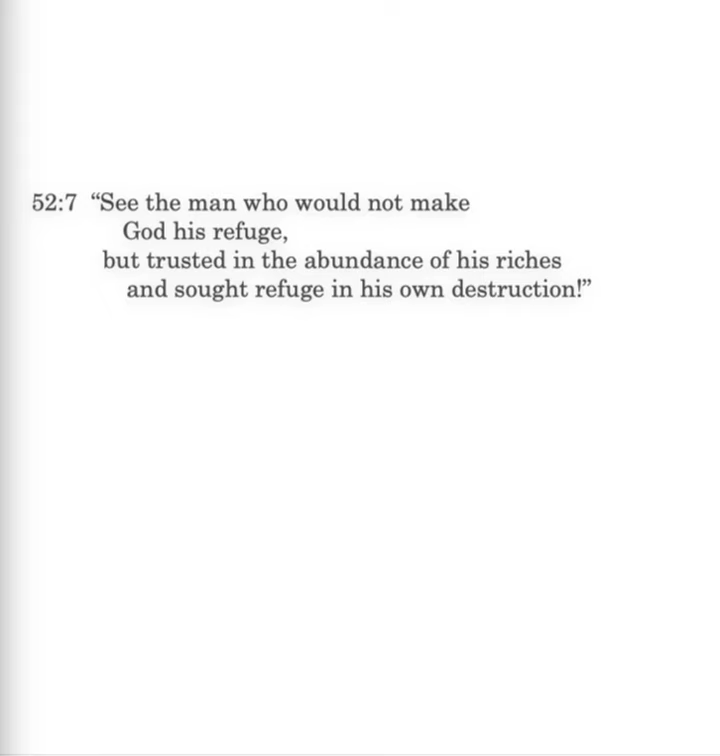 52:7 “See the man who would not make
God his refuge,
but trusted in the abundance of his riches
and sought refuge in his own destruction!”